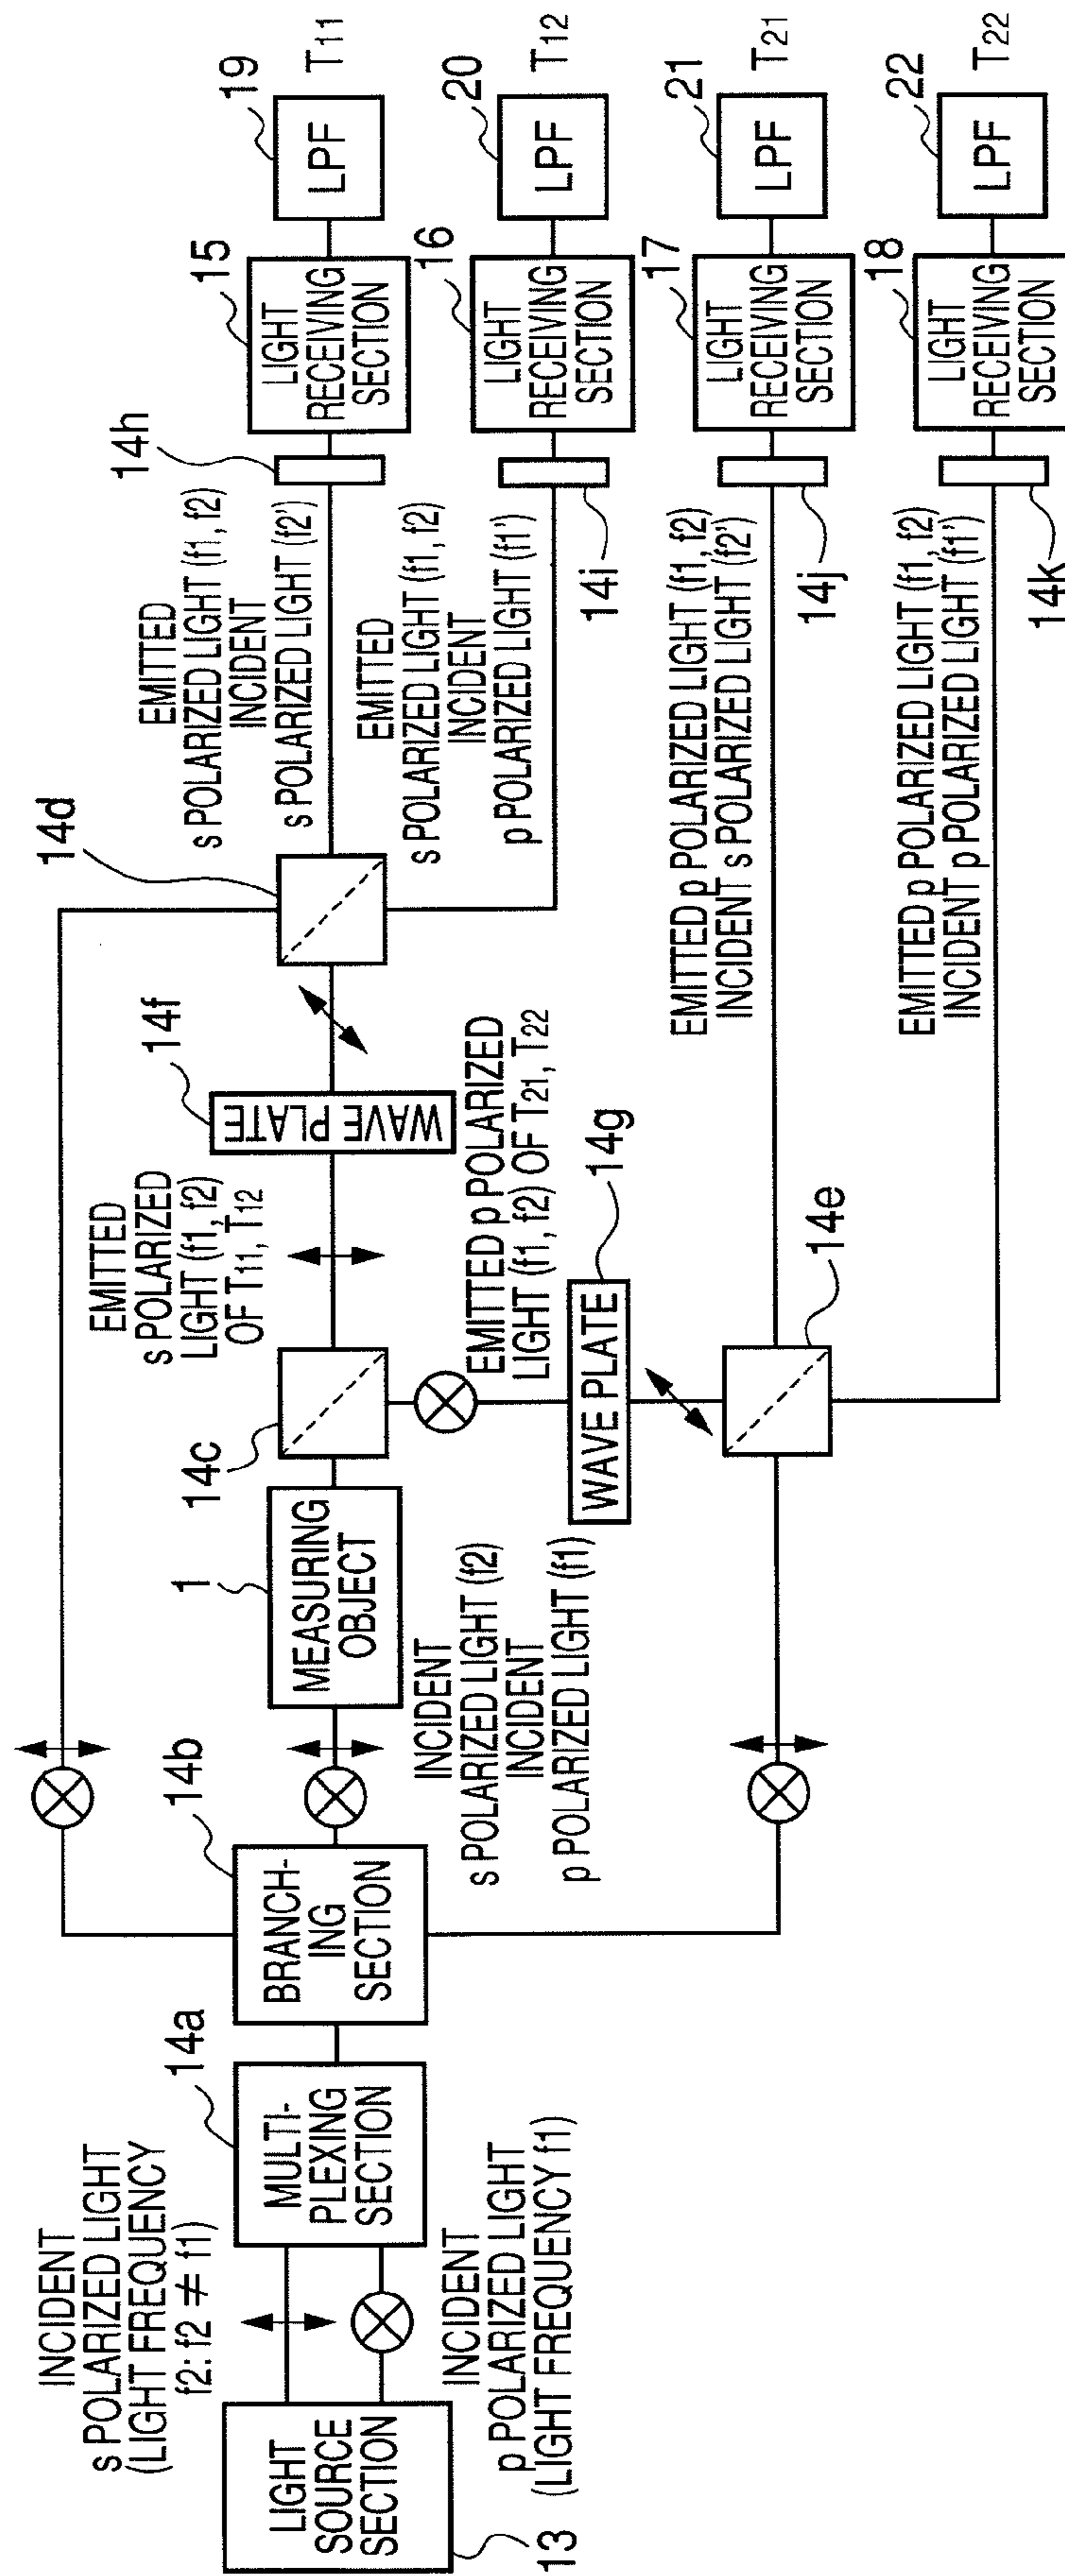 INCIDENT
s POLARIZED LIGHT
(LIGHT FREQUENCY
f2: f2 ≠ f1)
LIGHT
SOURCE
SECTION
13
INCIDENT
p POLARIZED LIGHT
(LIGHT FREQUENCY f1)
14a
MULTI-
PLEXING
SECTION
14b
BRANCH-
ING
SECTION
INCIDENT
s POLARIZED LIGHT (f2)
INCIDENT
p POLARIZED LIGHT (f1)
1
MEASURING
OBJECT
14c
EMITTED
s POLARIZED
LIGHT (f1, f2)
OF T11, T12
EMITTED p POLARIZED
LIGHT (f1, f2) OF T21, T22
14f
WAVE PLATE
14g
WAVE PLATE
14d
14e
EMITTED
s POLARIZED LIGHT (f1, f2)
INCIDENT
s POLARIZED LIGHT (f2')
EMITTED
s POLARIZED LIGHT (f1, f2)
INCIDENT
p POLARIZED LIGHT (f1')
EMITTED p POLARIZED LIGHT (f1, f2)
INCIDENT s POLARIZED LIGHT (f2')
EMITTED p POLARIZED LIGHT (f1, f2)
INCIDENT p POLARIZED LIGHT (f1')
14h
14i
14j
14k
15
LIGHT
RECEIVING
SECTION
16
LIGHT
RECEIVING
SECTION
17
LIGHT
RECEIVING
SECTION
18
LIGHT
RECEIVING
SECTION
19
LPF
T11
20
LPF
T12
21
LPF
T21
22
LPF
T22